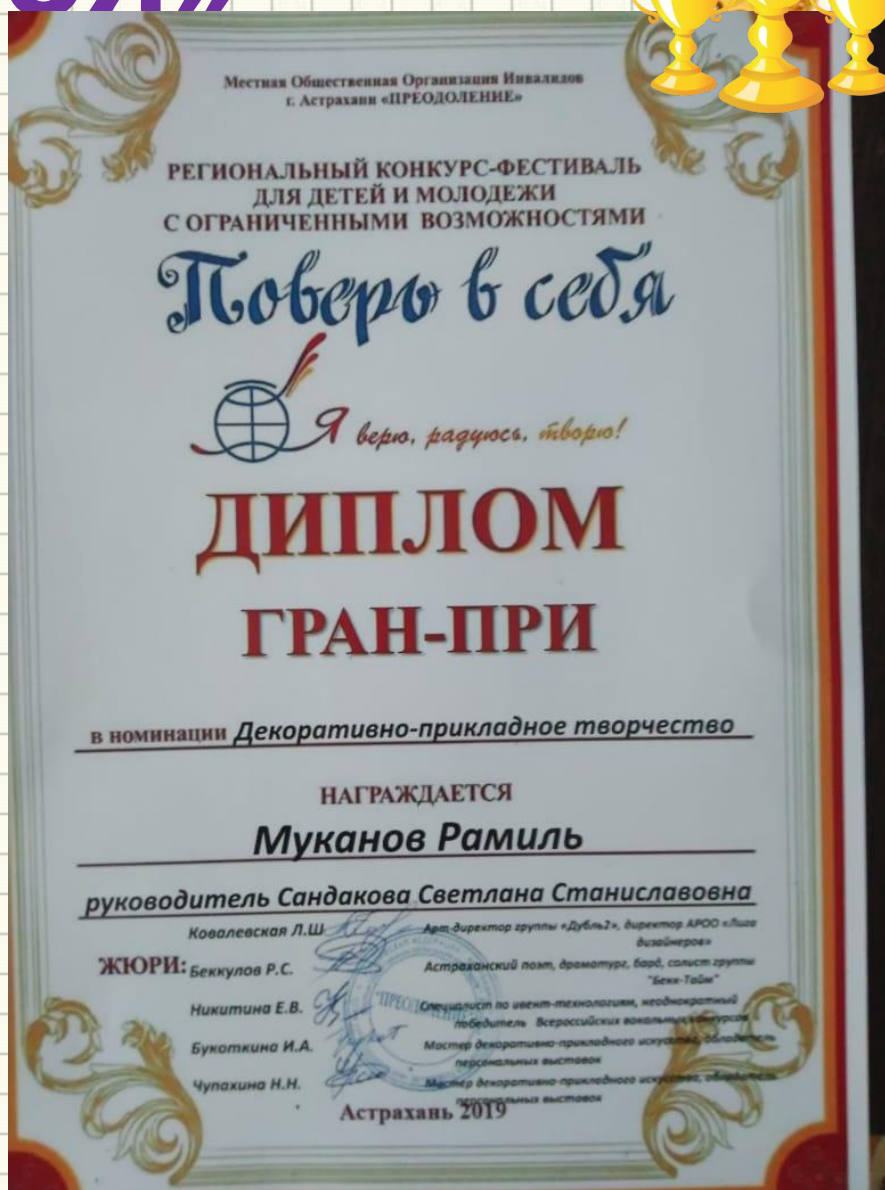 Местная Общественная Организация Инвалидов
г. Астрахани «ПРЕОДОЛЕНИЕ»
РЕГИОНАЛЬНЫЙ КОНКУРС-ФЕСТИВАЛЬ
ДЛЯ ДЕТЕЙ И МОЛОДЕЖИ
С ОГРАНИЧЕННЫМИ ВОЗМОЖНОСТЯМИ
Поверь в себя
Я верю, радуюсь, творю!
ДИПЛОМ
ГРАН-ПРИ
в номинации Декоративно-прикладное творчество
НАГРАЖДАЕТСЯ
Муканов Рамиль
руководитель Сандакова Светлана Станиславовна
ЖЮРИ:
Ковалевская Л.Ш. Арт-директор группы «Дубль2», директор АРОО «Лига
дизайнеров»
Беккулов Р.С. Астраханский поэт, драматург, бард, солист группы
"Бекк-Тайм"
Никитина Е.В. Специалист по ивент-технологиям, неоднократный
победитель Всероссийских вокальных конкурсов
Букоткина И.А. Мастер декоративно-прикладного искусства, обладатель
персональных выставок
Чупахина Н.Н. Мастер декоративно-прикладного искусства, обладатель
персональных выставок
Астрахань 2019